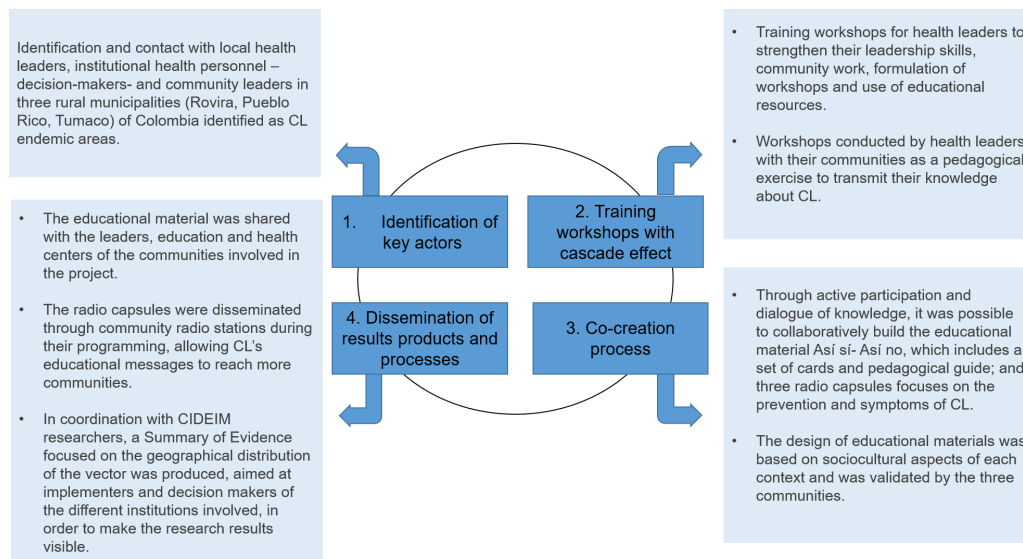 Identification and contact with local health
leaders, institutional health personnel –
decision-makers- and community leaders in
three rural municipalities (Rovira, Pueblo
Rico, Tumaco) of Colombia identified as CL
endemic areas.
1. Identification of
key actors
2. Training
workshops with
cascade effect
• Training workshops for health leaders to
strengthen their leadership skills,
community work, formulation of
workshops and use of educational
resources.
• Workshops conducted by health leaders
with their communities as a pedagogical
exercise to transmit their knowledge
about CL.
3. Co-creation
process
• Through active participation and
dialogue of knowledge, it was possible
to collaboratively build the educational
material Así sí- Así no, which includes a
set of cards and pedagogical guide; and
three radio capsules focuses on the
prevention and symptoms of CL.
• The design of educational materials was
based on sociocultural aspects of each
context and was validated by the three
communities.
4. Dissemination of
results products and
processes
• The educational material was shared
with the leaders, education and health
centers of the communities involved in
the project.
• The radio capsules were disseminated
through community radio stations during
their programming, allowing CL’s
educational messages to reach more
communities.
• In coordination with CIDEIM
researchers, a Summary of Evidence
focused on the geographical distribution
of the vector was produced, aimed at
implementers and decision makers of
the different institutions involved, in
order to make the research results
visible.